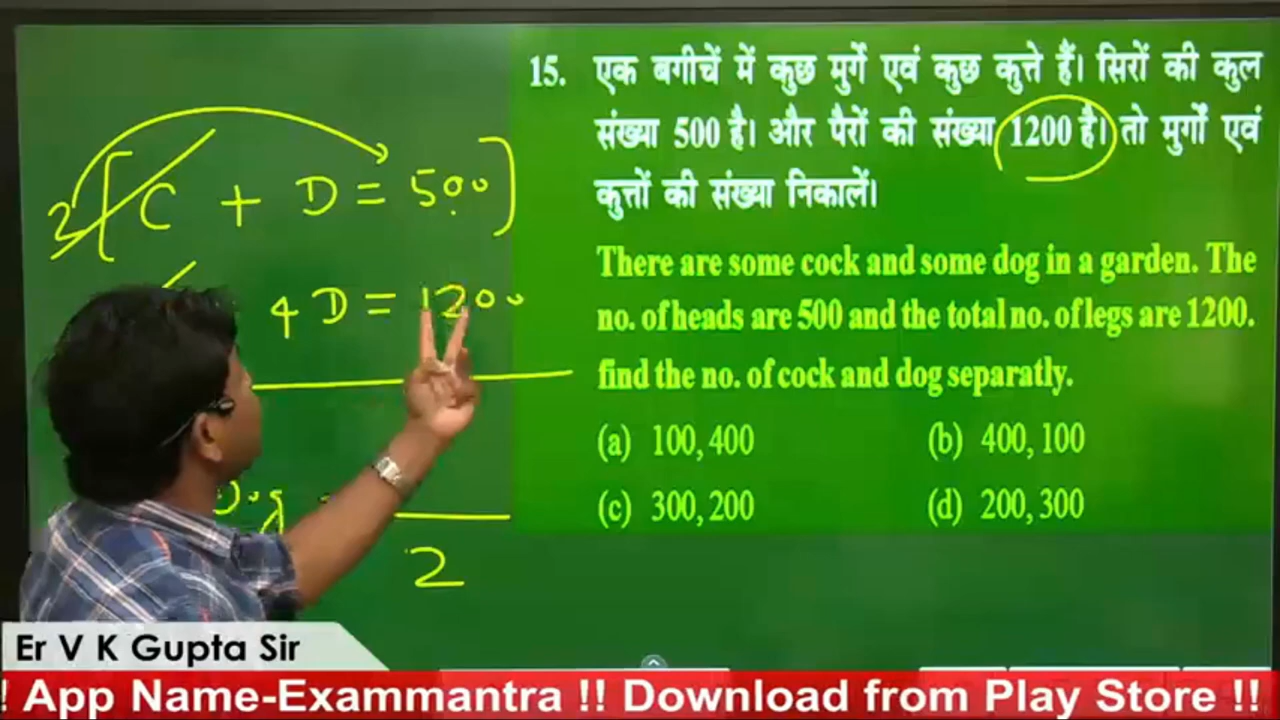 15. एक बगीचें में कुछ मुर्गे एवं कुछ कुत्ते हैं। सिरों की कुल
संख्या 500 है। और पैरों की संख्या 1200 है। तो मुर्गों एवं
कुत्तों की संख्या निकालें।
There are some cock and some dog in a garden. The
no. of heads are 500 and the total no. of legs are 1200.
find the no. of cock and dog separatly.
(a) 100, 400 (b) 400, 100
(c) 300, 200 (d) 200, 300
2[C + D = 500]
4D = 1200
2
Er V K Gupta Sir
! App Name-Exammantra !! Download from Play Store !!